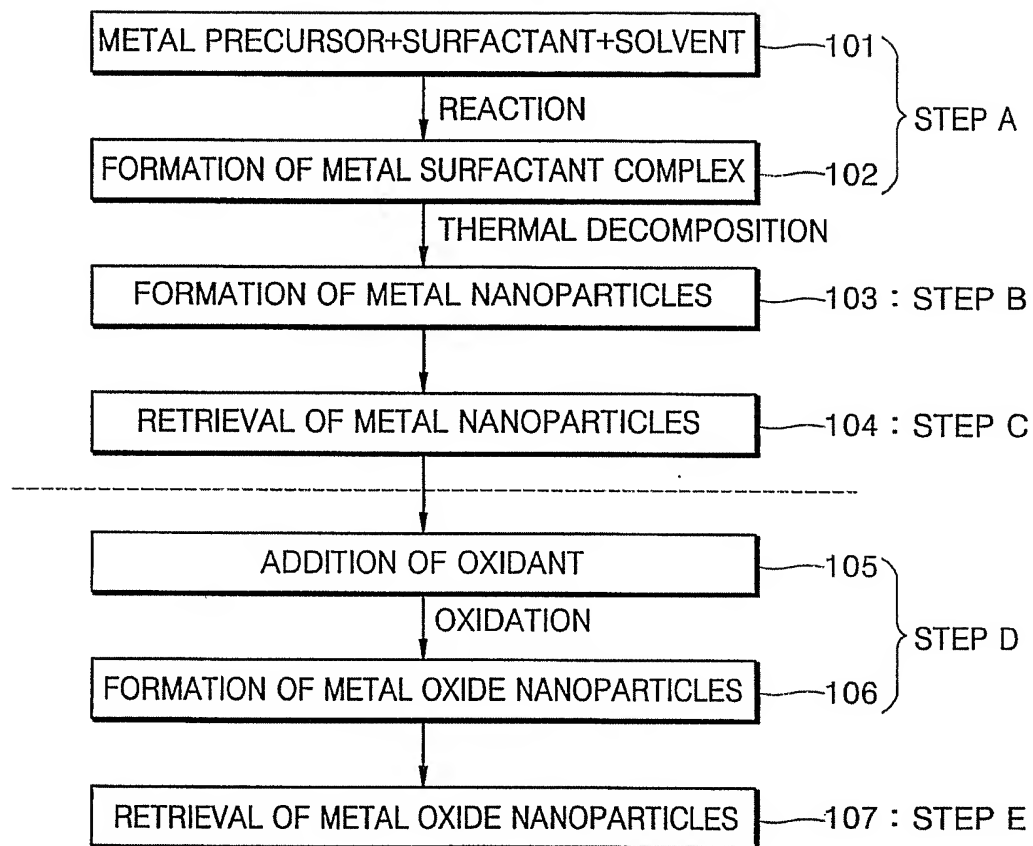 METAL PRECURSOR+SURFACTANT+SOLVENT
101
REACTION
STEP A
FORMATION OF METAL SURFACTANT COMPLEX
102
THERMAL DECOMPOSITION
FORMATION OF METAL NANOPARTICLES
103 : STEP B
RETRIEVAL OF METAL NANOPARTICLES
104 : STEP C
ADDITION OF OXIDANT
105
OXIDATION
STEP D
FORMATION OF METAL OXIDE NANOPARTICLES
106
RETRIEVAL OF METAL OXIDE NANOPARTICLES
107 : STEP E